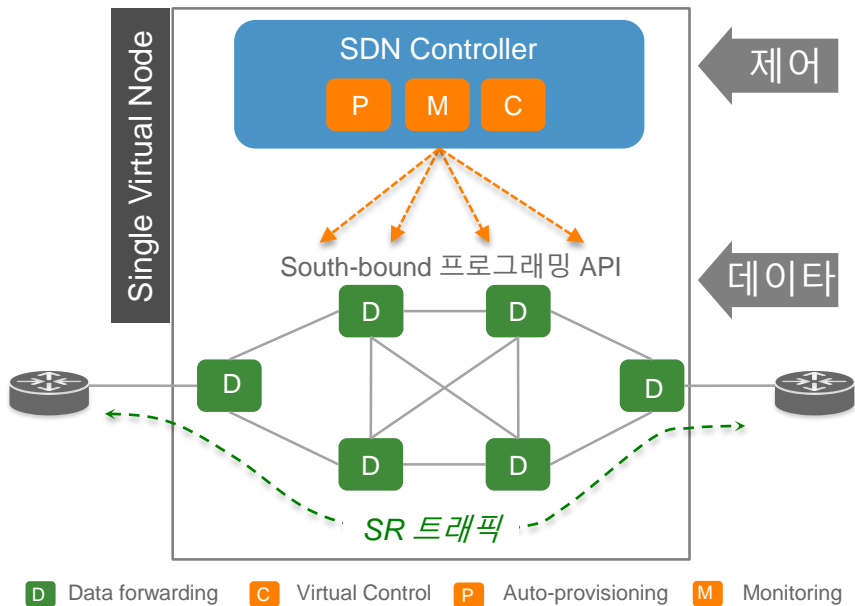 SDN Controller
P M C
제어
Single Virtual Node
South-bound 프로그래밍 API
데이타
D D
D D
D D
SR 트래픽
D Data forwarding C Virtual Control P Auto-provisioning M Monitoring